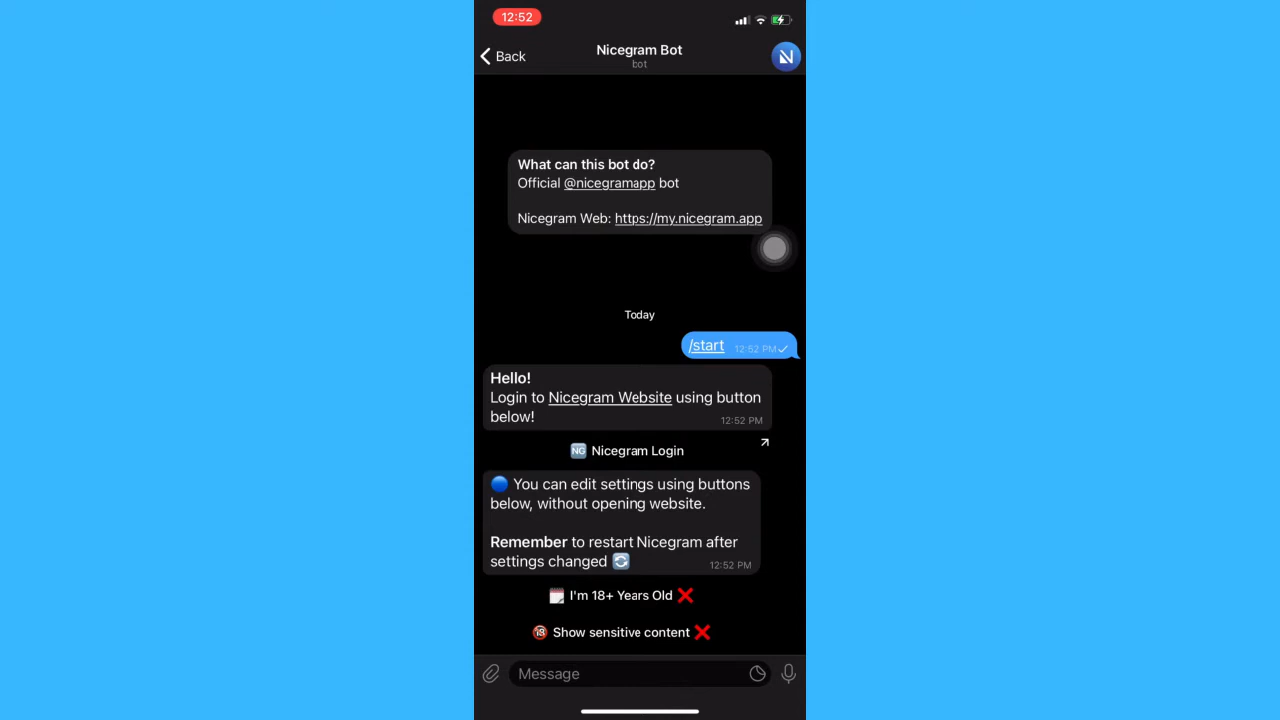 12:52
Back
Nicegram Bot
bot
What can this bot do?
Official @nicegramapp bot
Nicegram Web: https://my.nicegram.app
Today
/start 12:52 PM
Hello!
Login to Nicegram Website using button
below! 12:52 PM
NG Nicegram Login
You can edit settings using buttons
below, without opening website.
Remember to restart Nicegram after
settings changed 12:52 PM
I'm 18+ Years Old
18 Show sensitive content
Message